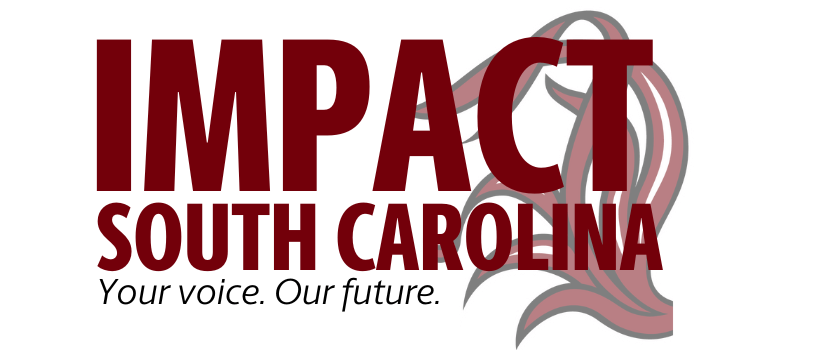 IMPACT
SOUTH CAROLINA
Your voice. Our future.